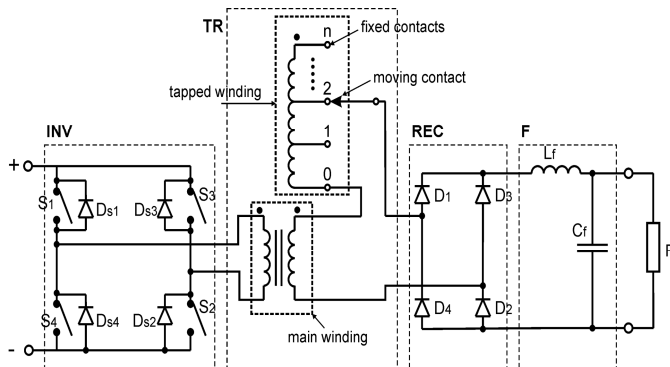 TR
n
fixed contacts
moving contact
tapped winding
2
1
0
INV
REC
F
+
S1
Ds1
Ds3
S3
D1
D3
Lf
Cf
S4
Ds4
Ds2
S2
D4
D2
-
main winding